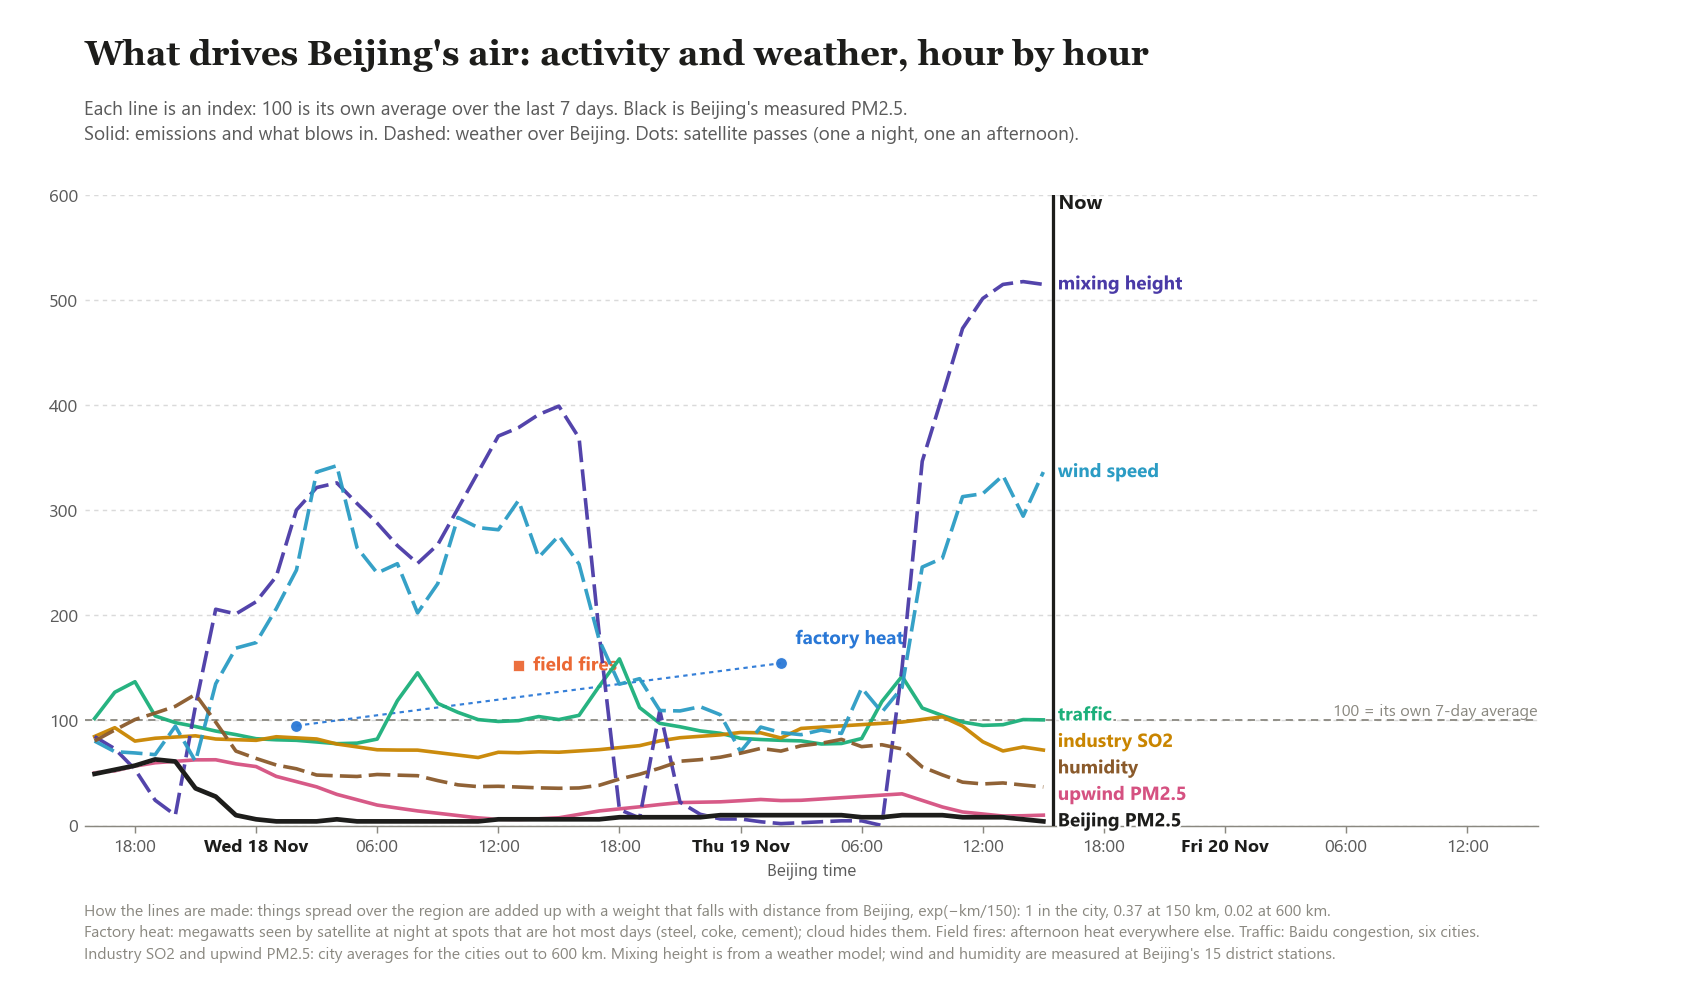 What drives Beijing's air: activity and weather, hour by hour
Each line is an index: 100 is its own average over the last 7 days. Black is Beijing's measured PM2.5.
Solid: emissions and what blows in. Dashed: weather over Beijing. Dots: satellite passes (one a night, one an afternoon).
600
Now
500
mixing height
wind speed
400
300
200
factory heat
field fires
100
100 = its own 7-day average
traffic
industry SO2
humidity
upwind PM2.5
Beijing PM2.5
0
18:00 Wed 18 Nov 06:00 12:00 18:00 Thu 19 Nov 06:00 12:00 18:00 Fri 20 Nov 06:00 12:00
Beijing time
How the lines are made: things spread over the region are added up with a weight that falls with distance from Beijing, exp(−km/150): 1 in the city, 0.37 at 150 km, 0.02 at 600 km.
Factory heat: megawatts seen by satellite at night at spots that are hot most days (steel, coke, cement); cloud hides them. Field fires: afternoon heat everywhere else. Traffic: Baidu congestion, six cities.
Industry SO2 and upwind PM2.5: city averages for the cities out to 600 km. Mixing height is from a weather model; wind and humidity are measured at Beijing's 15 district stations.